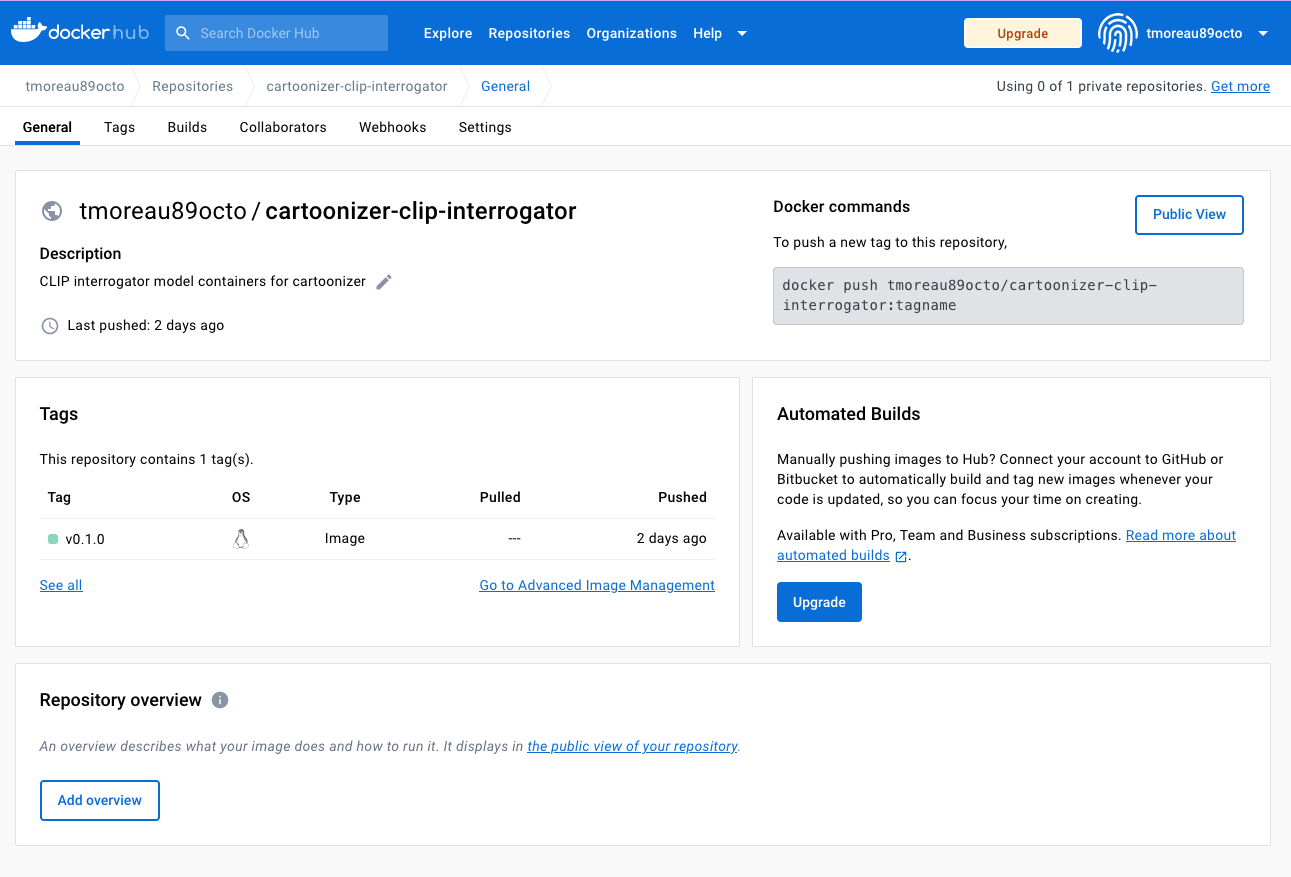 dockerhub
Search Docker Hub
Explore Repositories Organizations Help
Upgrade
tmoreau89octo
tmoreau89octo Repositories cartoonizer-clip-interrogator General
Using 0 of 1 private repositories. Get more
General Tags Builds Collaborators Webhooks Settings
tmoreau89octo / cartoonizer-clip-interrogator
Description
CLIP interrogator model containers for cartoonizer
Last pushed: 2 days ago
Docker commands
Public View
To push a new tag to this repository,
docker push tmoreau89octo/cartoonizer-clip-
interrogator:tagname
Tags
This repository contains 1 tag(s).
Tag OS Type Pulled Pushed
v0.1.0 Image --- 2 days ago
See all Go to Advanced Image Management
Automated Builds
Manually pushing images to Hub? Connect your account to GitHub or
Bitbucket to automatically build and tag new images whenever your
code is updated, so you can focus your time on creating.
Available with Pro, Team and Business subscriptions. Read more about
automated builds.
Upgrade
Repository overview
An overview describes what your image does and how to run it. It displays in the public view of your repository.
Add overview